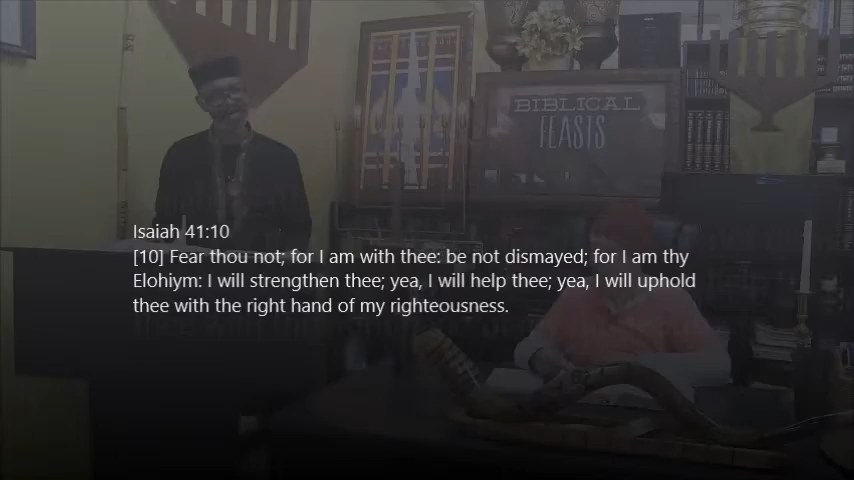 BIBLICAL
FEASTS
Isaiah 41:10
[10] Fear thou not; for I am with thee: be not dismayed; for I am thy
Elohiym: I will strengthen thee; yea, I will help thee; yea, I will uphold
thee with the right hand of my righteousness.